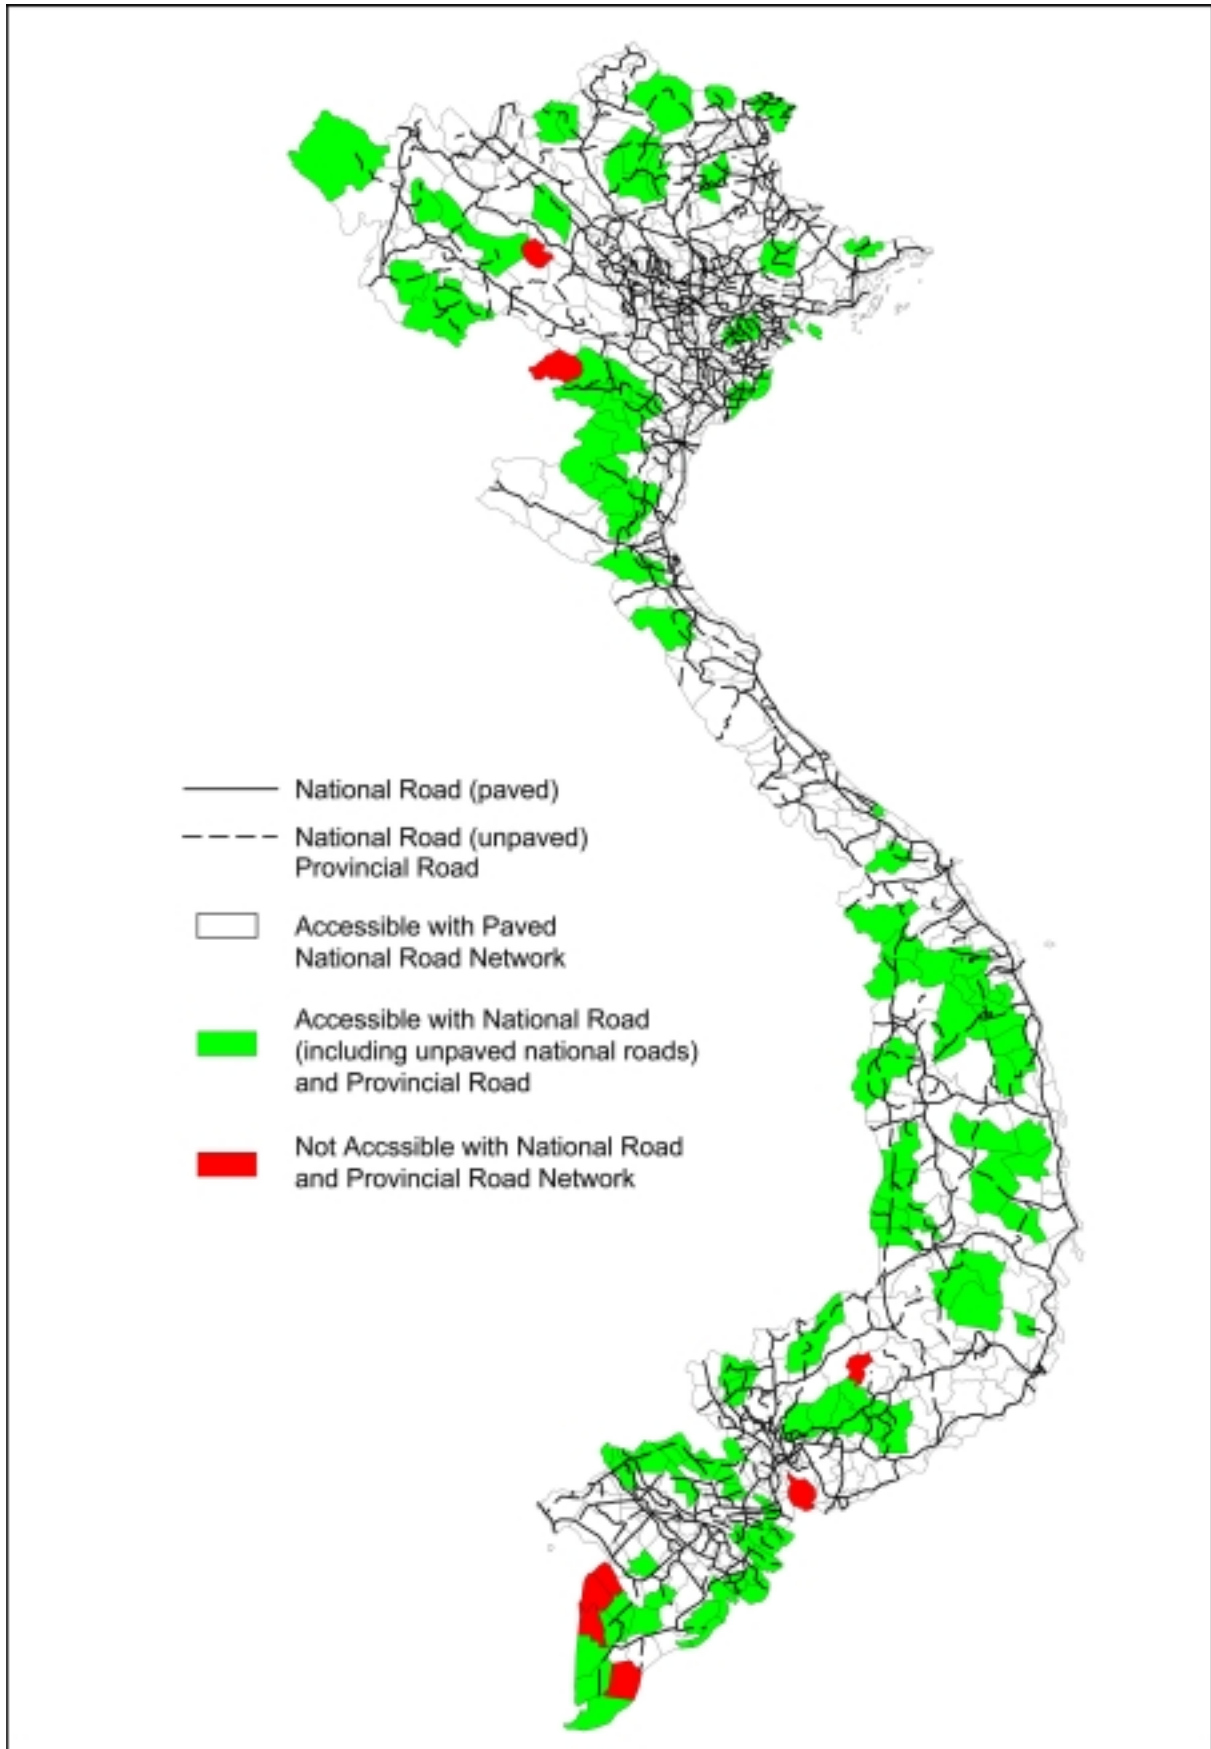 National Road (paved)
National Road (unpaved)
Provincial Road
Accessible with Paved
National Road Network
Accessible with National Road
(including unpaved national roads)
and Provincial Road
Not Accssible with National Road
and Provincial Road Network